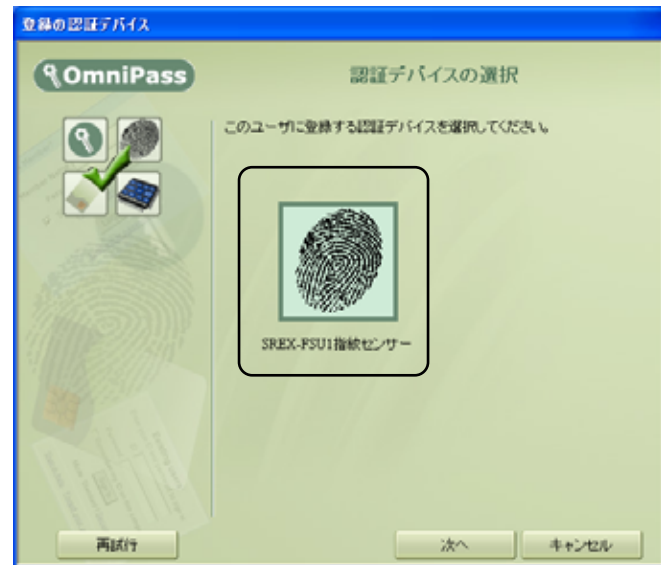 登録の認証デバイス
OmniPass
認証デバイスの選択
このユーザに登録する認証デバイスを選択してください。
SREX-FSU1指紋センサー
再試行
次へ
キャンセル